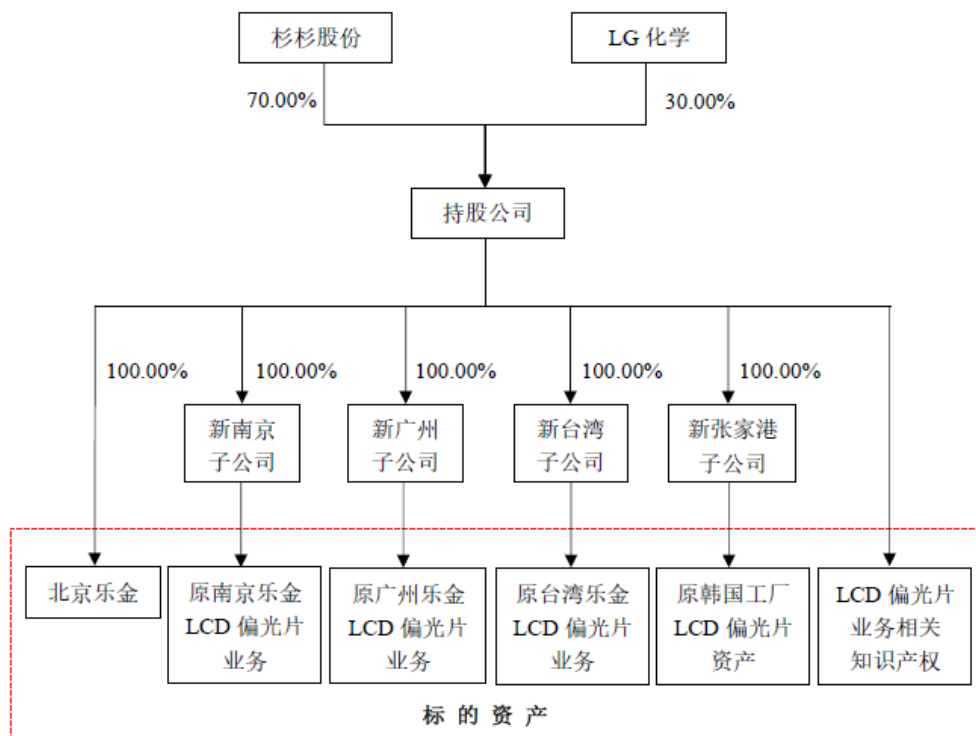 杉杉股份
LG 化学
70.00%
30.00%
持股公司
100.00%
100.00%
100.00%
100.00%
100.00%
新南京
子公司
新广州
子公司
新台湾
子公司
新张家港
子公司
北京乐金
原南京乐金
LCD 偏光片
业务
原广州乐金
LCD 偏光片
业务
原台湾乐金
LCD 偏光片
业务
原韩国工厂
LCD 偏光片
资产
LCD 偏光片
业务相关
知识产权
标 的 资 产